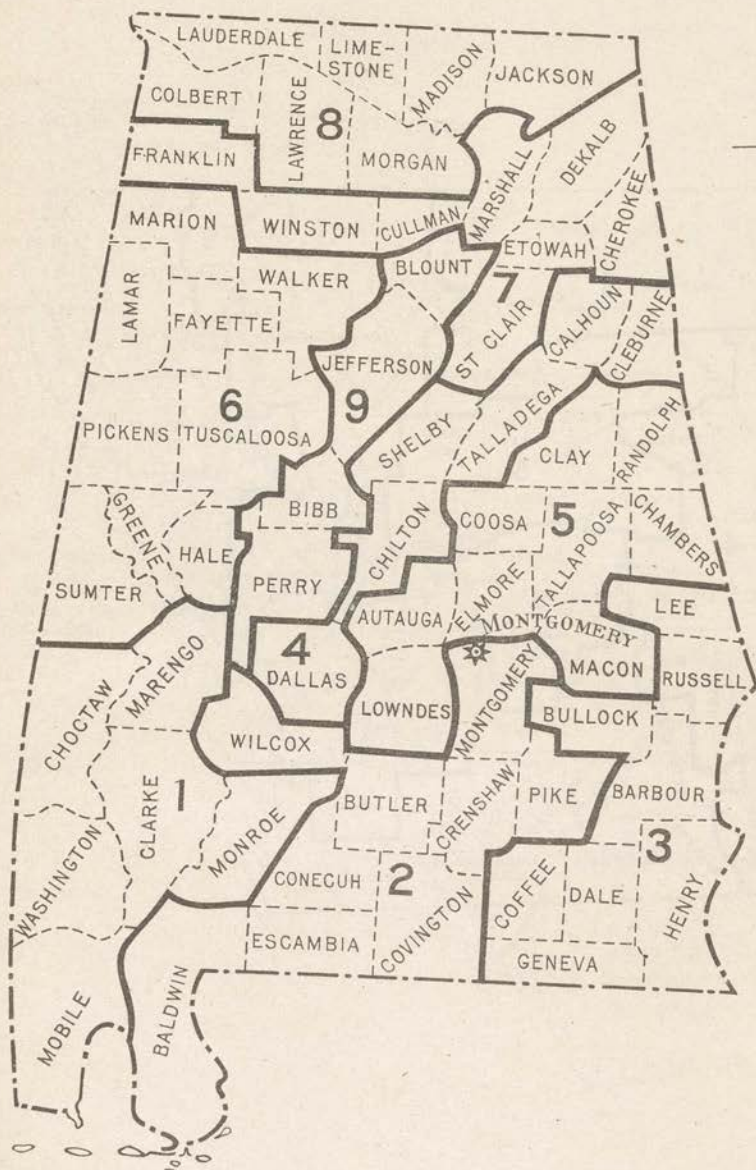 LAUDERDALE
LIME-
STONE
MADISON
JACKSON
COLBERT
LAWRENCE
8
FRANKLIN
MORGAN
MARSHALL
DEKALB
CHEROKEE
MARION
WINSTON
CULLMAN
ETOWAH
BLOUNT
WALKER
7
LAMAR
FAYETTE
ST CLAIR
CALHOUN
CLEBURNE
JEFFERSON
6
9
PICKENS
TUSCALOOSA
SHELBY
TALLADEGA
CLAY
RANDOLPH
BIBB
COOSA
5
GREENE
HALE
CHILTON
TALLAPOOSA
CHAMBERS
SUMTER
PERRY
AUTAUGA
ELMORE
MONTGOMERY
LEE
4
MACON
MARENGO
DALLAS
RUSSELL
CHOCTAW
LOWNDES
MONTGOMERY
BULLOCK
WILCOX
CLARKE
1
BUTLER
CRENSHAW
PIKE
BARBOUR
MONROE
WASHINGTON
CONECUH
2
COFFEE
DALE
3
HENRY
ESCAMBIA
COVINGTON
GENEVA
MOBILE
BALDWIN